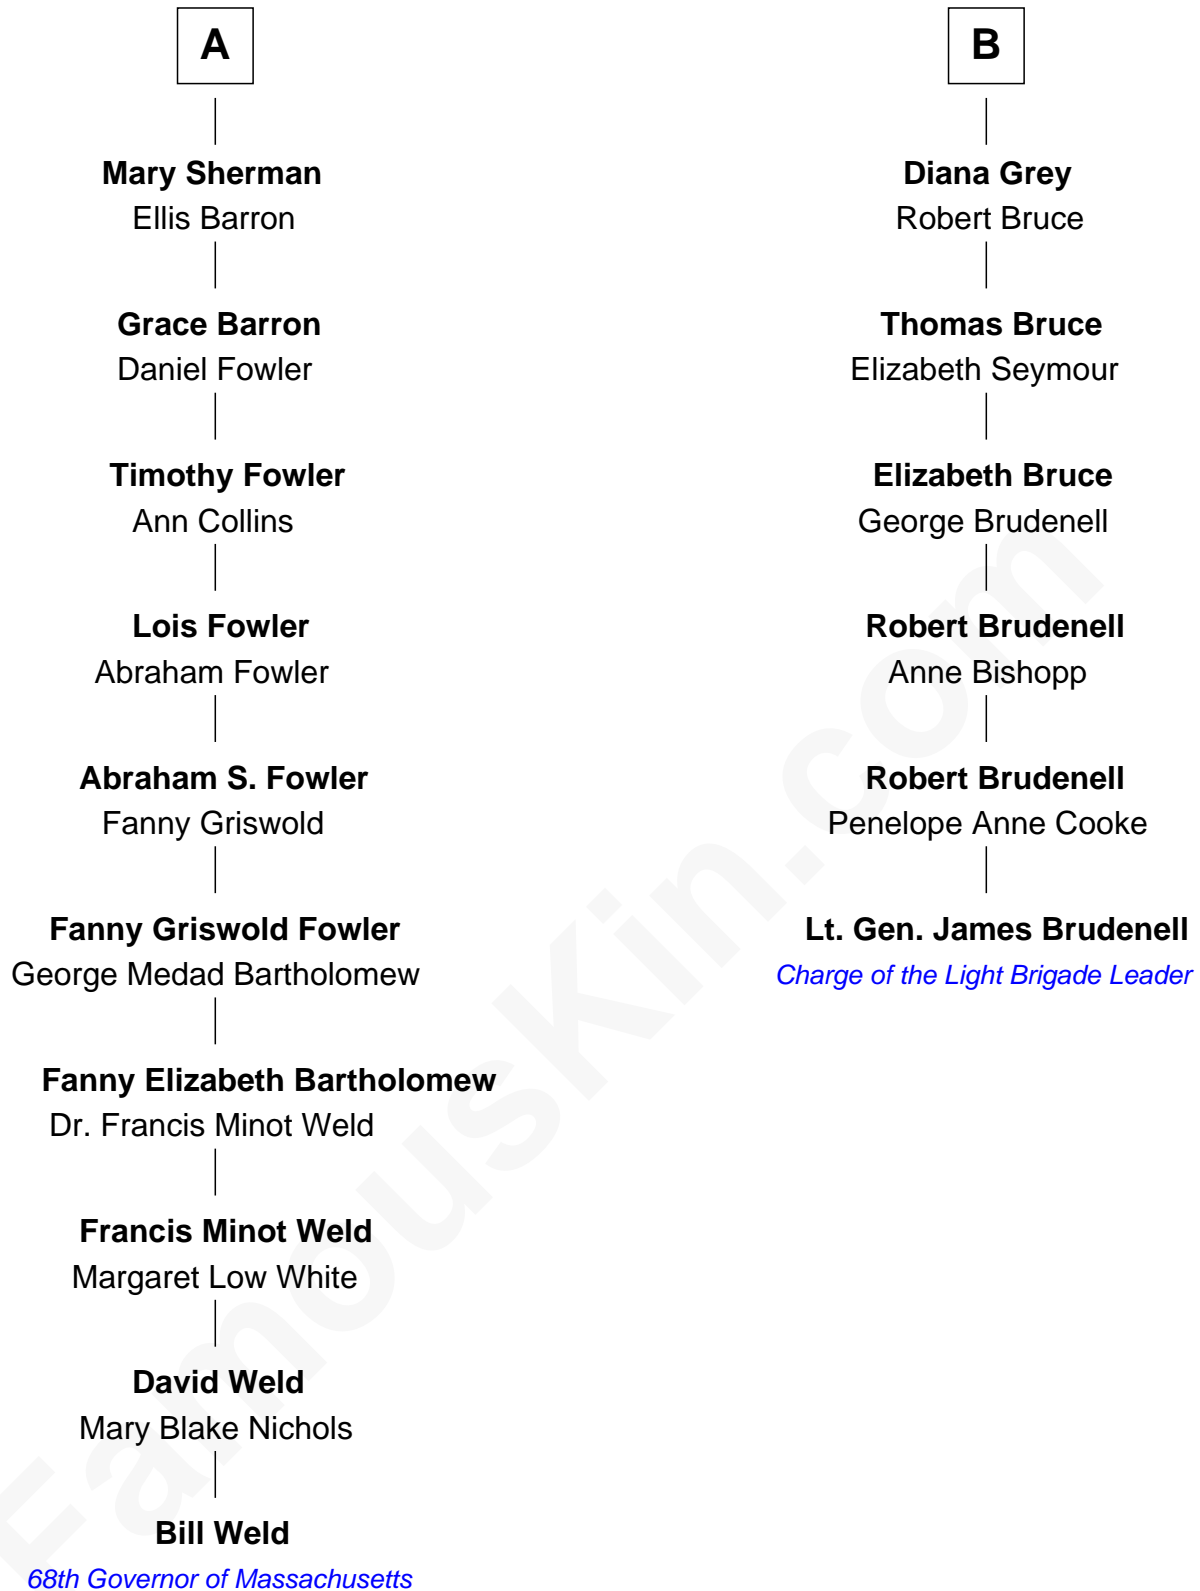 A
Mary Sherman
Ellis Barron
Grace Barron
Daniel Fowler
Timothy Fowler
Ann Collins
Lois Fowler
Abraham Fowler
Abraham S. Fowler
Fanny Griswold
Fanny Griswold Fowler
George Medad Bartholomew
Fanny Elizabeth Bartholomew
Dr. Francis Minot Weld
Francis Minot Weld
Margaret Low White
David Weld
Mary Blake Nichols
Bill Weld
68th Governor of Massachusetts
B
Diana Grey
Robert Bruce
Thomas Bruce
Elizabeth Seymour
Elizabeth Bruce
George Brudenell
Robert Brudenell
Anne Bishopp
Robert Brudenell
Penelope Anne Cooke
Lt. Gen. James Brudenell
Charge of the Light Brigade Leader
FamousKin.com